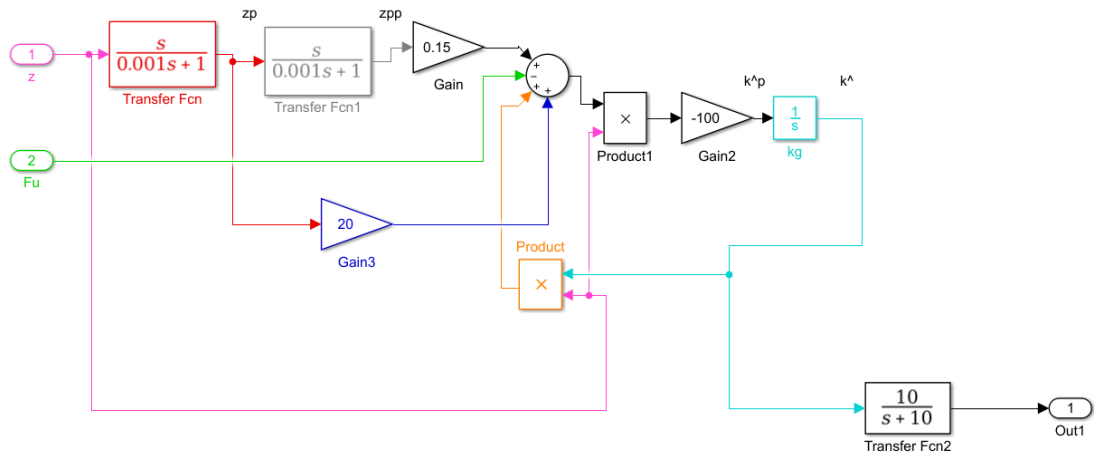 zp
zpp
1
z
s
0.001s + 1
Transfer Fcn
s
0.001s + 1
Transfer Fcn1
0.15
Gain
+
−
+
+
×
Product1
-100
Gain2
k^p
k^
1
s
kg
2
Fu
20
Gain3
Product
×
10
s + 10
Transfer Fcn2
1
Out1